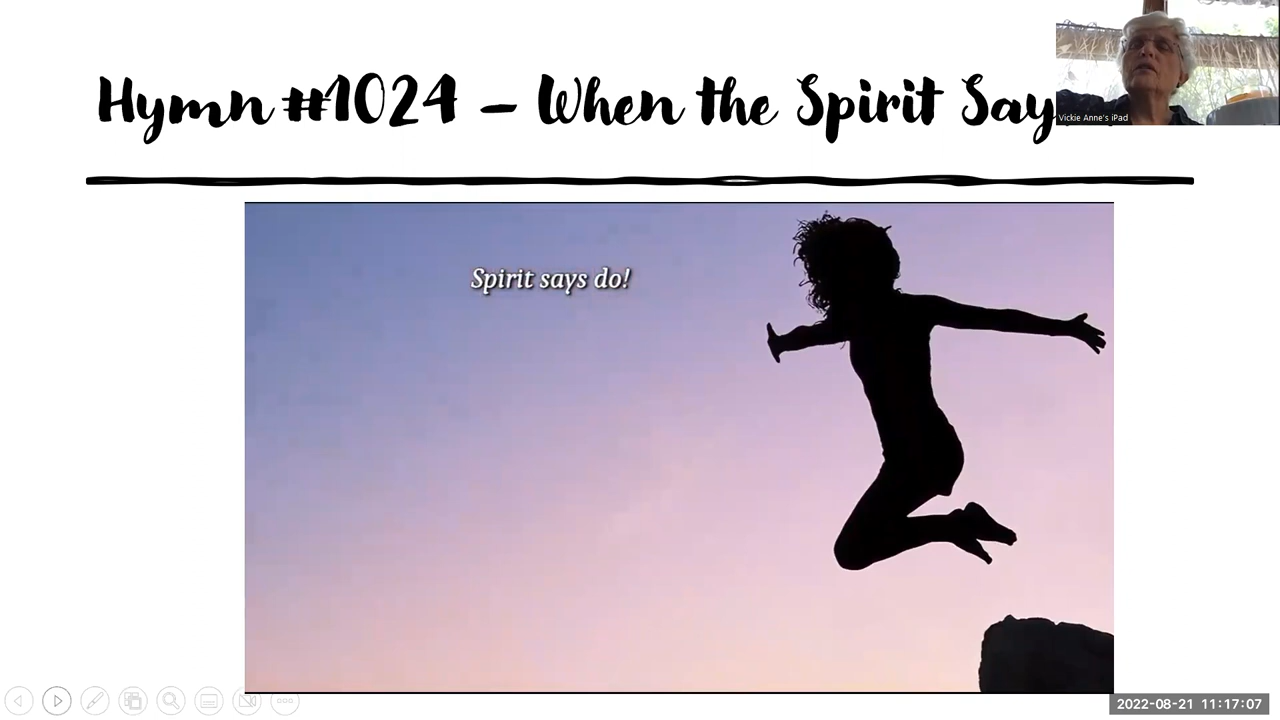 Hymn #1024 – When the Spirit Say
Vickie Anne's iPad
Spirit says do!
2022-08-21 11:17:07